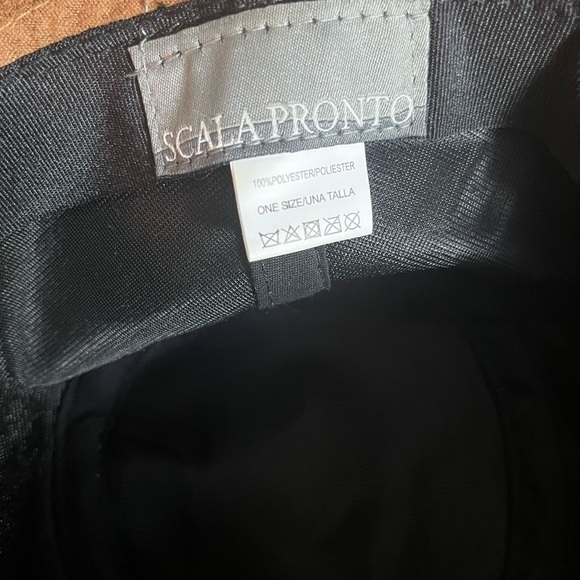 SCALA PRONTO
100%POLYESTER/POLIESTER
ONE SIZE/UNA TALLA